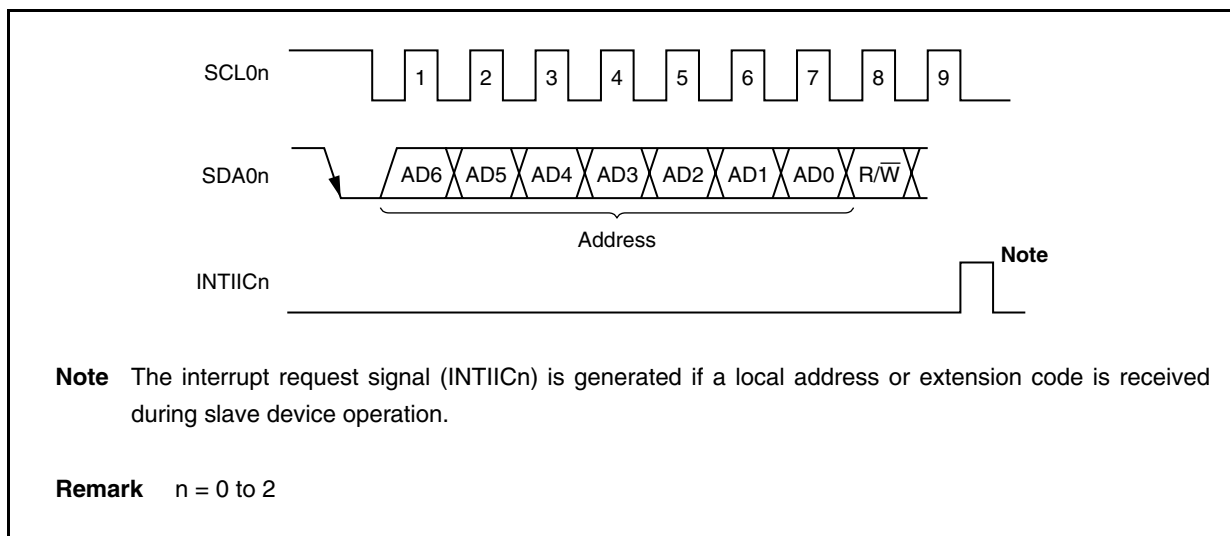 SCL0n
1 2 3 4 5 6 7 8 9
SDA0n
AD6 AD5 AD4 AD3 AD2 AD1 AD0 R/W̅
Address
INTIICn
Note
Note The interrupt request signal (INTIICn) is generated if a local address or extension code is received
during slave device operation.
Remark n = 0 to 2